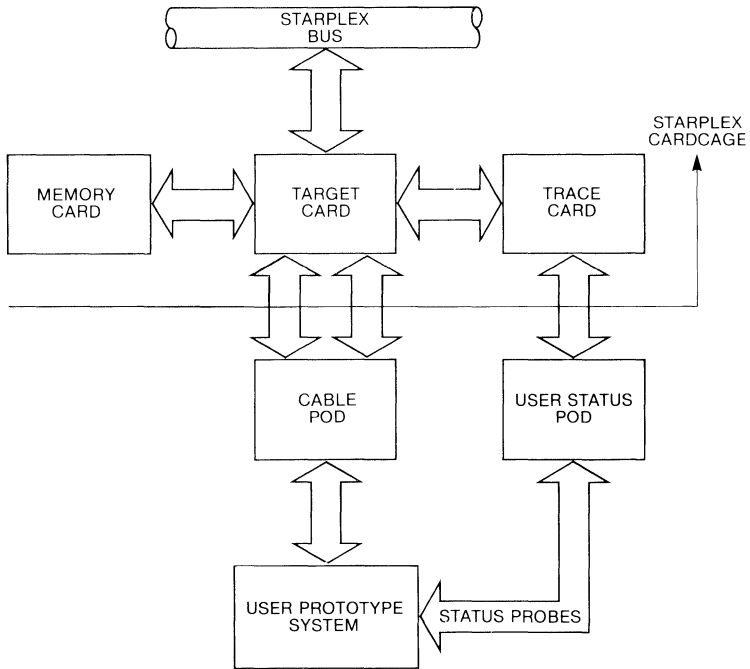 STARPLEX
BUS
STARPLEX
CARDCAGE
MEMORY
CARD
TARGET
CARD
TRACE
CARD
CABLE
POD
USER STATUS
POD
USER PROTOTYPE
SYSTEM
STATUS PROBES